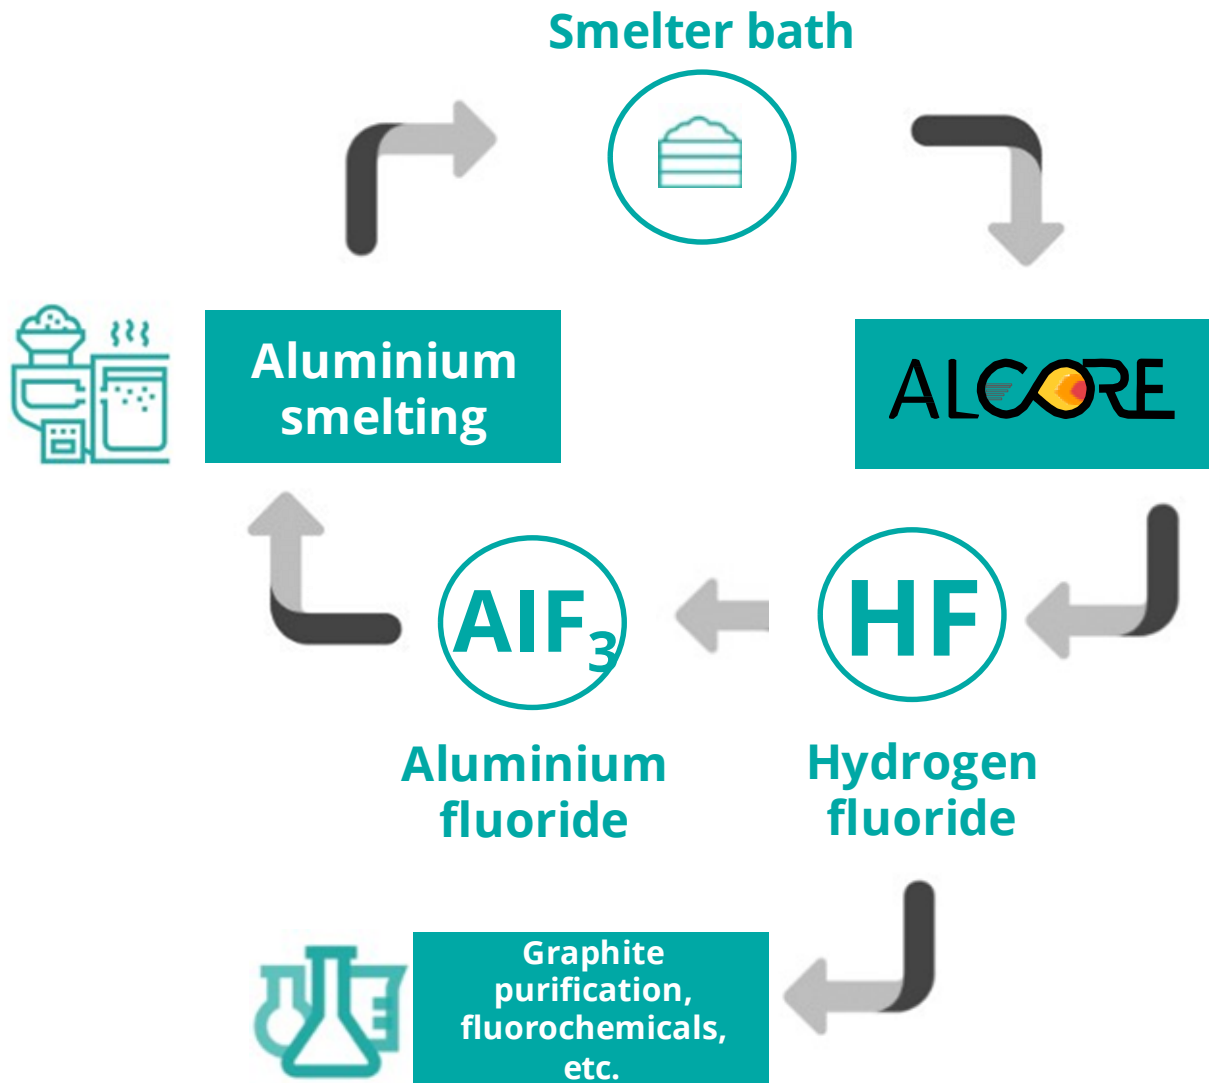 Smelter bath
Aluminium
smelting
ALCORE
AlF₃
HF
Aluminium
fluoride
Hydrogen
fluoride
Graphite
purification,
fluorochemicals,
etc.